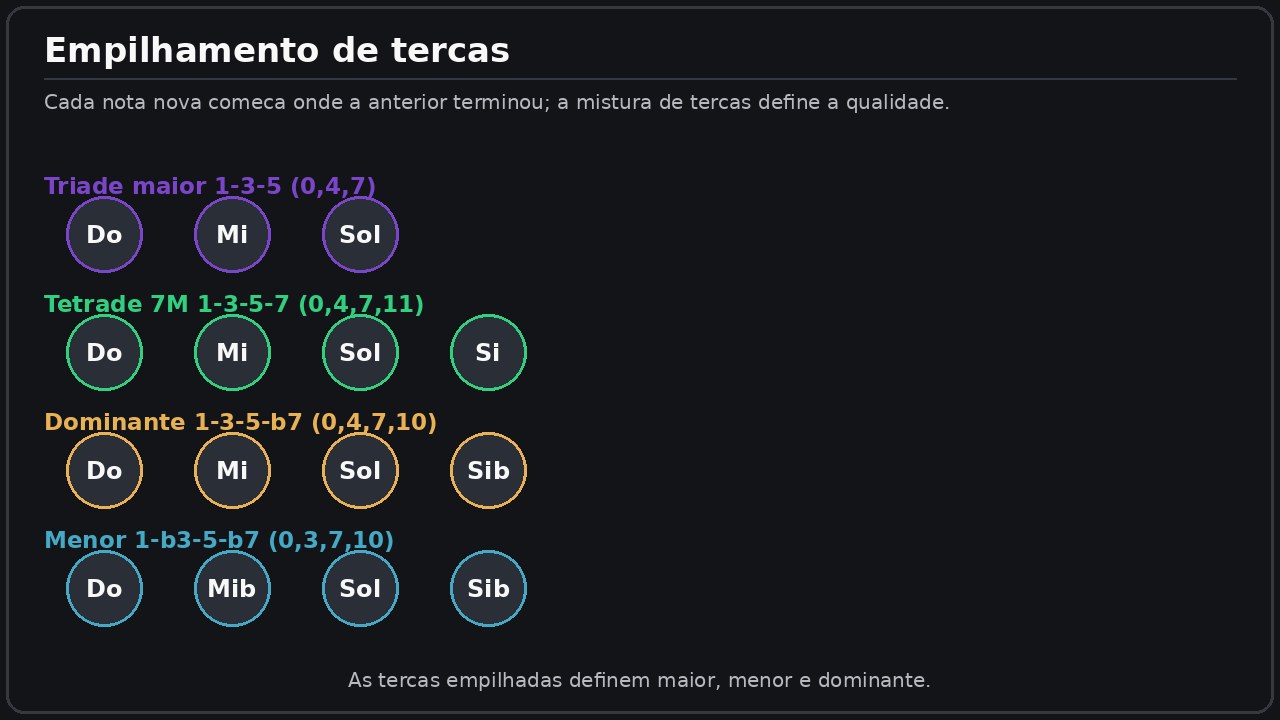 Empilhamento de tercas
Cada nota nova comeca onde a anterior terminou; a mistura de tercas define a qualidade.
Triade maior 1-3-5 (0,4,7)
Do Mi Sol
Tetrade 7M 1-3-5-7 (0,4,7,11)
Do Mi Sol Si
Dominante 1-3-5-b7 (0,4,7,10)
Do Mi Sol Sib
Menor 1-b3-5-b7 (0,3,7,10)
Do Mib Sol Sib
As tercas empilhadas definem maior, menor e dominante.